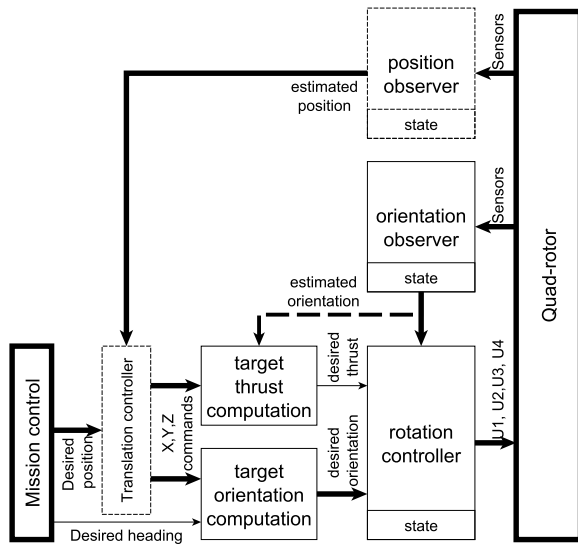 position
observer
state
Sensors
estimated
position
orientation
observer
state
Sensors
estimated
orientation
Quad-rotor
Mission control
Desired
position
Translation controller
X,Y,Z
commands
target
thrust
computation
desired
thrust
target
orientation
computation
desired
orientation
rotation
controller
state
U1, U2,U3, U4
Desired heading